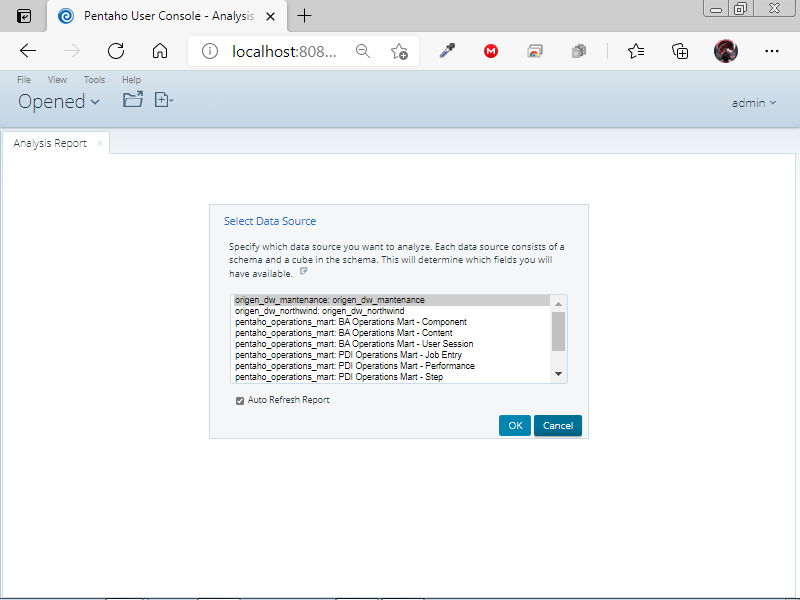 Pentaho User Console - Analysis
localhost:808...
File View Tools Help
Opened
admin
Analysis Report
Select Data Source
Specify which data source you want to analyze. Each data source consists of a
schema and a cube in the schema. This will determine which fields you will
have available.
origen_dw_mantenance: origen_dw_mantenance
origen_dw_northwind: origen_dw_northwind
pentaho_operations_mart: BA Operations Mart - Component
pentaho_operations_mart: BA Operations Mart - Content
pentaho_operations_mart: BA Operations Mart - User Session
pentaho_operations_mart: PDI Operations Mart - Job Entry
pentaho_operations_mart: PDI Operations Mart - Performance
pentaho_operations_mart: PDI Operations Mart - Step
Auto Refresh Report
OK Cancel